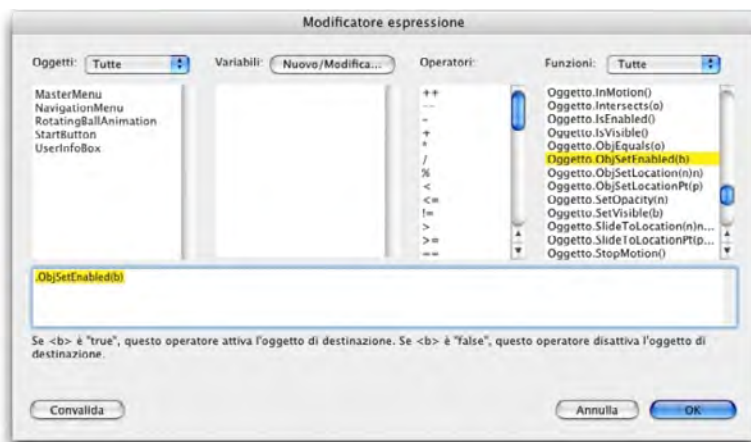 Modificatore espressione
Oggetti: Tutte
Variabili: Nuovo/Modifica...
Operatori:
Funzioni: Tutte
MasterMenu
NavigationMenu
RotatingBallAnimation
StartButton
UserInfoBox
++
--
-
+
*
/
%
<
<=
!=
>
>=
==
Oggetto.InMotion()
Oggetto.Intersects(o)
Oggetto.IsEnabled()
Oggetto.IsVisible()
Oggetto.ObjEquals(o)
Oggetto.ObjSetEnabled(b)
Oggetto.ObjSetLocation(n)n)
Oggetto.ObjSetLocationPt(p)
Oggetto.SetOpacity(n)
Oggetto.SetVisible(b)
Oggetto.SlideToLocation(n)n...
Oggetto.SlideToLocationPt(p...
Oggetto.StopMotion()
.ObjSetEnabled(b)
Se <b> è "true", questo operatore attiva l'oggetto di destinazione. Se <b> è "false", questo operatore disattiva l'oggetto di
destinazione.
Convalida
Annulla
OK